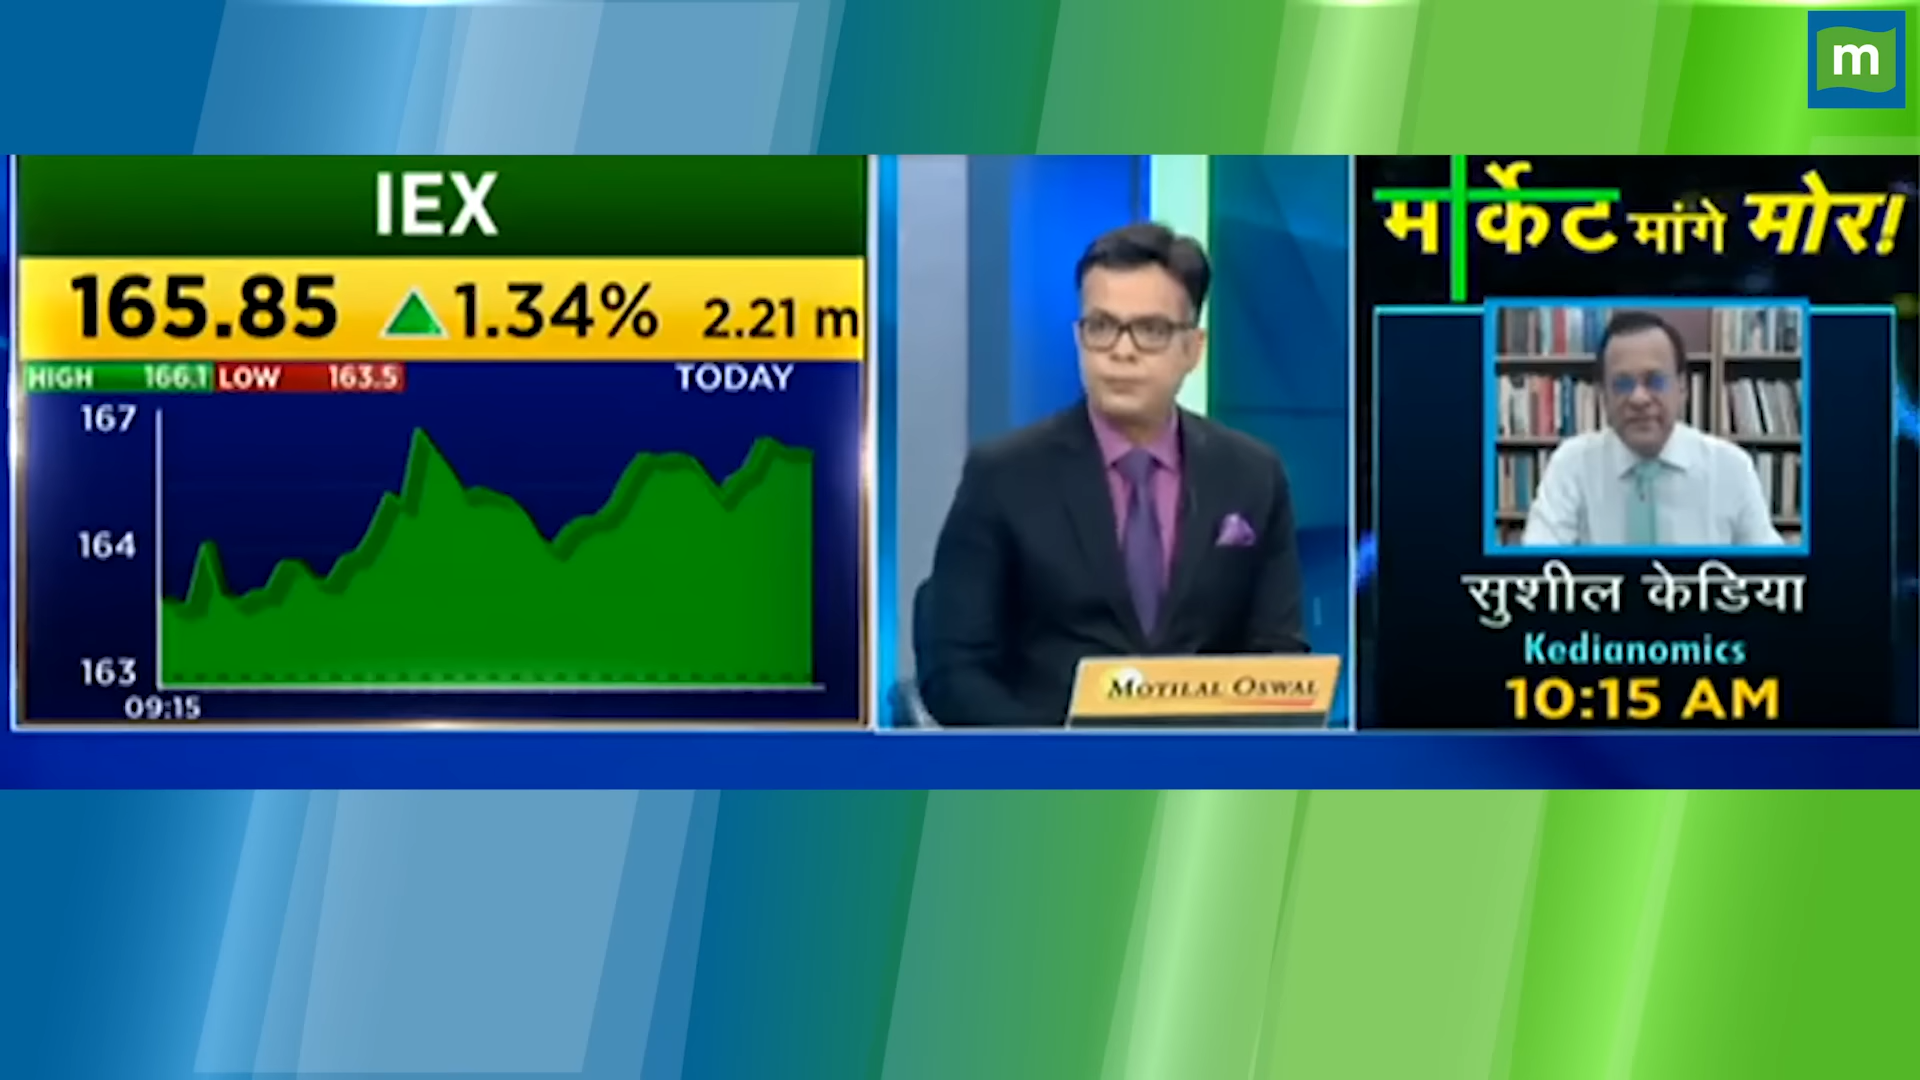 m
IEX
165.85 ▲ 1.34% 2.21 m
HIGH 166.1 LOW 163.5 TODAY
167
164
163
09:15
MOTILAL OSWAL
मार्केट मांगे मोर!
सुशील केडिया
Kedianomics
10:15 AM